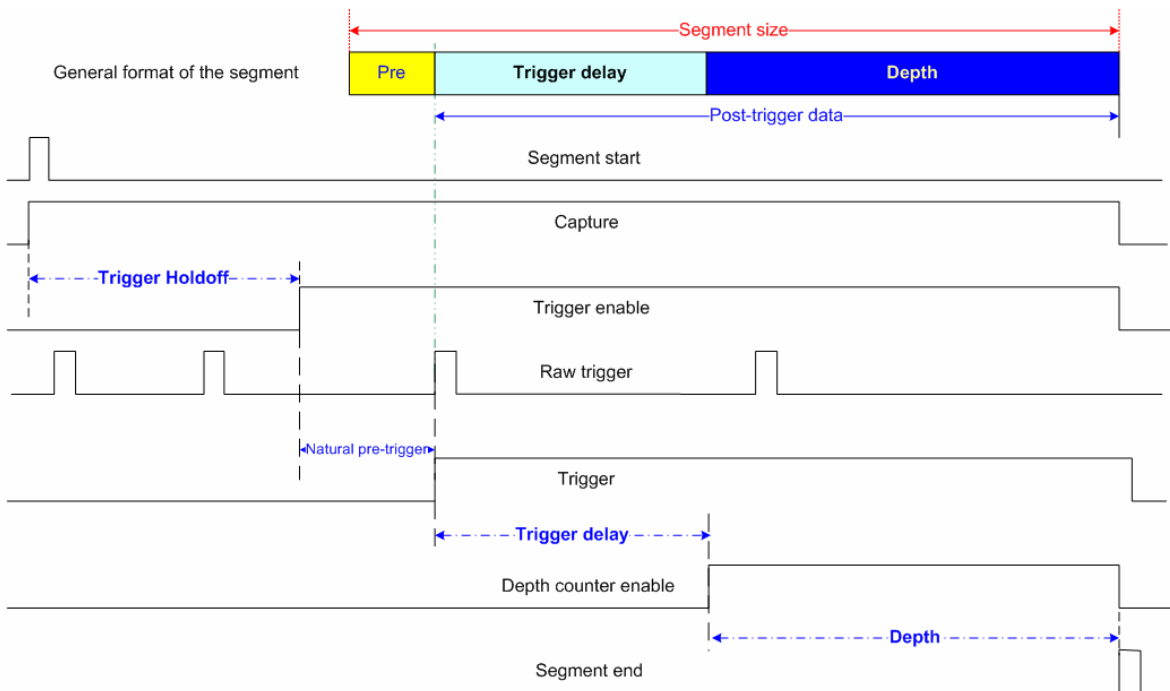 Segment size
General format of the segment
Pre
Trigger delay
Depth
Post-trigger data
Segment start
Capture
Trigger Holdoff
Trigger enable
Raw trigger
Natural pre-trigger
Trigger
Trigger delay
Depth counter enable
Depth
Segment end